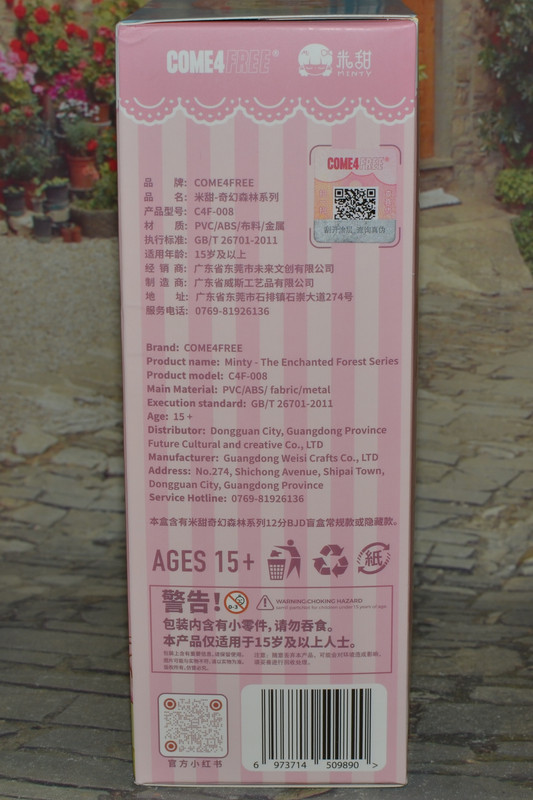 COME4FREE®
米甜
MINTY
COME4FREE®
刮开涂层 查询真伪
品 牌: COME4FREE
品 名: 米甜-奇幻森林系列
产品型号: C4F-008
材 质: PVC/ABS/布料/金属
执行标准: GB/T 26701-2011
适用年龄: 15岁及以上
经 销 商: 广东省东莞市未来文创有限公司
制 造 商: 广东省威斯工艺品有限公司
地 址: 广东省东莞市石排镇石崇大道274号
服务电话: 0769-81926136
Brand: COME4FREE
Product name: Minty - The Enchanted Forest Series
Product model: C4F-008
Main Material: PVC/ABS/ fabric/metal
Execution standard: GB/T 26701-2011
Age: 15 +
Distributor: Dongguan City, Guangdong Province
Future Cultural and creative Co., LTD
Manufacturer: Guangdong Weisi Crafts Co., LTD
Address: No.274, Shichong Avenue, Shipai Town,
Dongguan City, Guangdong Province
Service Hotline: 0769-81926136
本盒含有米甜奇幻森林系列12分BJD盲盒常规款或隐藏款。
AGES 15+
紙
警告!
0-3
WARNING:CHOKING HAZARD
包装内含有小零件, 请勿吞食。
本产品仅适用于15岁及以上人士。
官方小红书
6 973714 509890 >